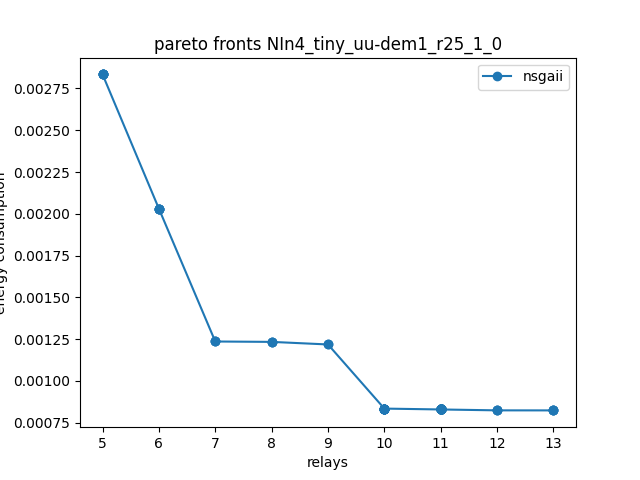 pareto fronts NIn4_tiny_uu-dem1_r25_1_0
nsgaii
0.00275
0.00250
0.00225
0.00200
0.00175
0.00150
0.00125
0.00100
0.00075
energy consumption
5 6 7 8 9 10 11 12 13
relays